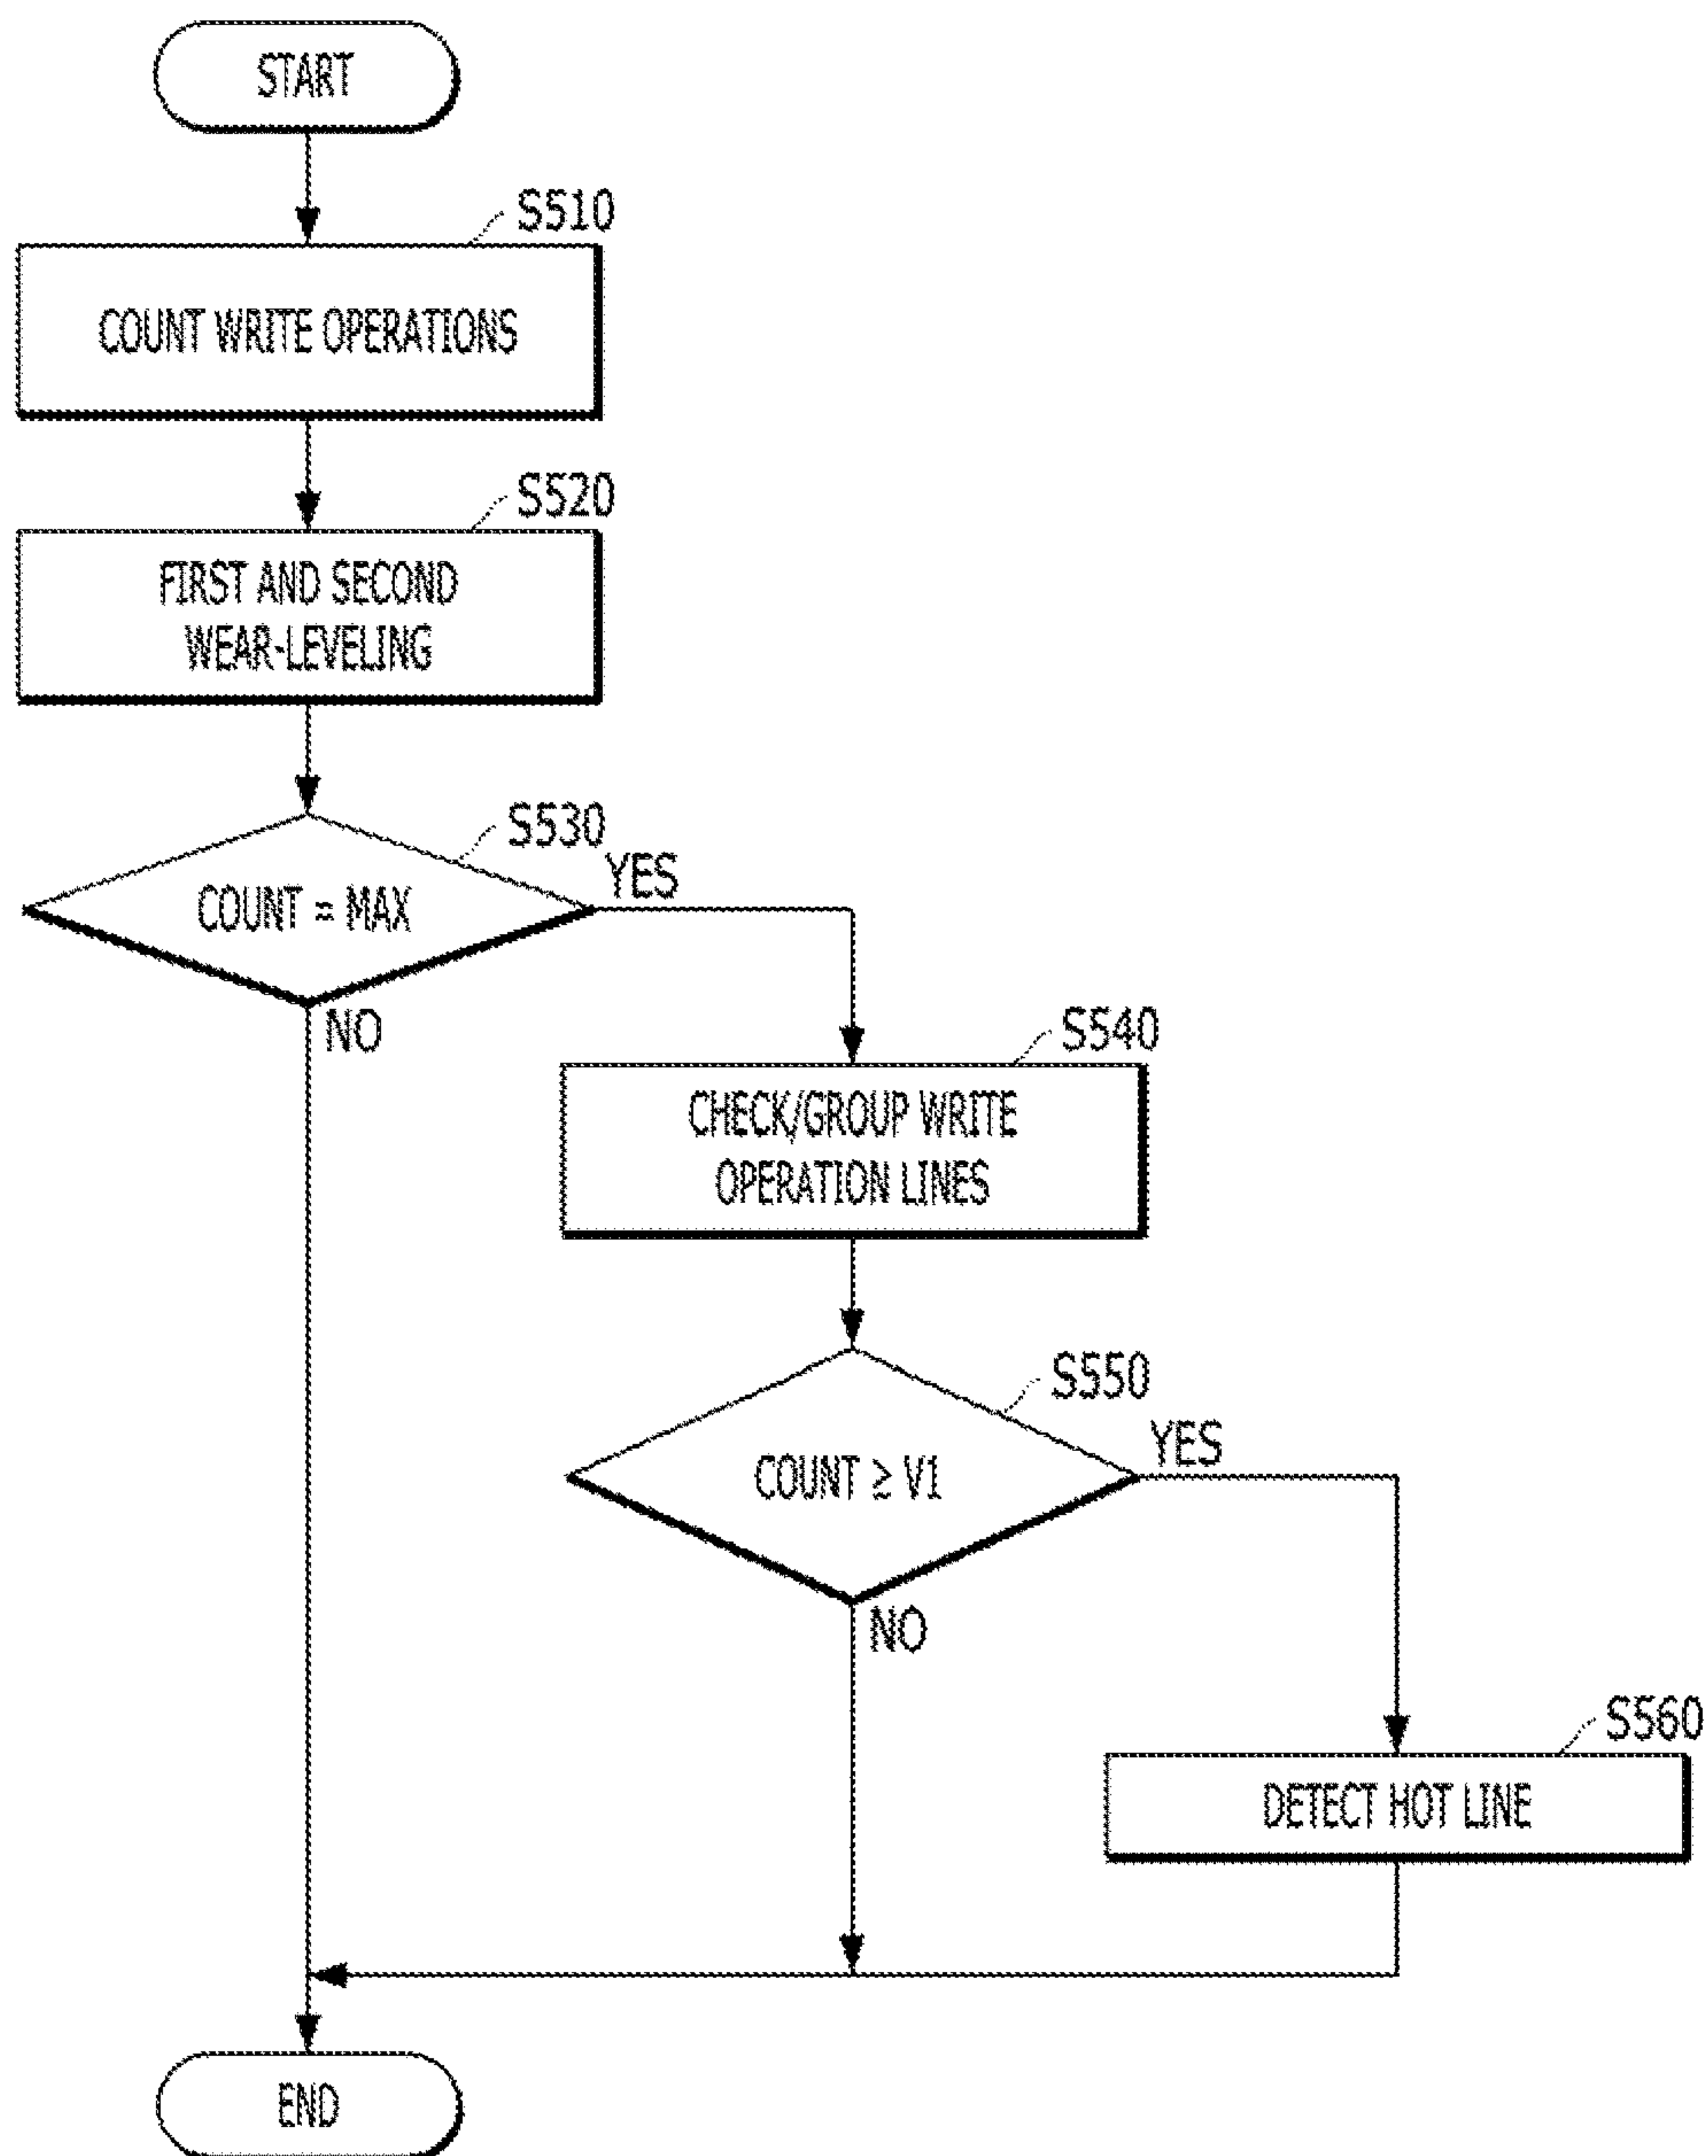 START
S510
COUNT WRITE OPERATIONS
S520
FIRST AND SECOND
WEAR-LEVELING
S530
YES
COUNT = MAX
NO
S540
CHECK/GROUP WRITE
OPERATION LINES
S550
YES
COUNT ≥ V1
NO
S560
DETECT HOT LINE
END